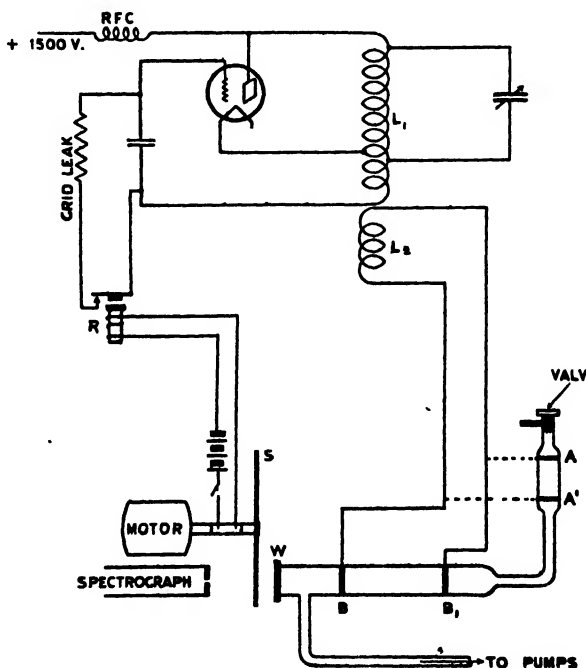 RFC
+ 1500 V.
L₁
GRID LEAK
L₂
R
VALV
S
A
A'
MOTOR
W
SPECTROGRAPH
B
B₁
TO PUMPS